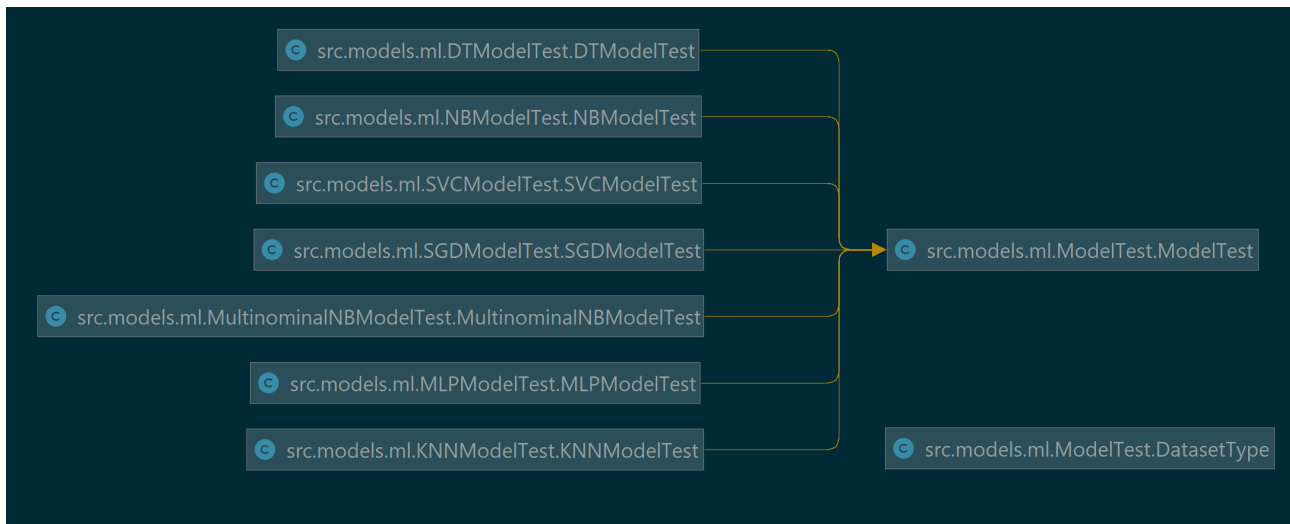 C src.models.ml.DTModelTest.DTModelTest
C src.models.ml.NBModelTest.NBModelTest
C src.models.ml.SVCModelTest.SVCModelTest
C src.models.ml.SGDModelTest.SGDModelTest
C src.models.ml.ModelTest.ModelTest
C src.models.ml.MultinominalNBModelTest.MultinominalNBModelTest
C src.models.ml.MLPModelTest.MLPModelTest
C src.models.ml.KNNModelTest.KNNModelTest
C src.models.ml.ModelTest.DatasetType